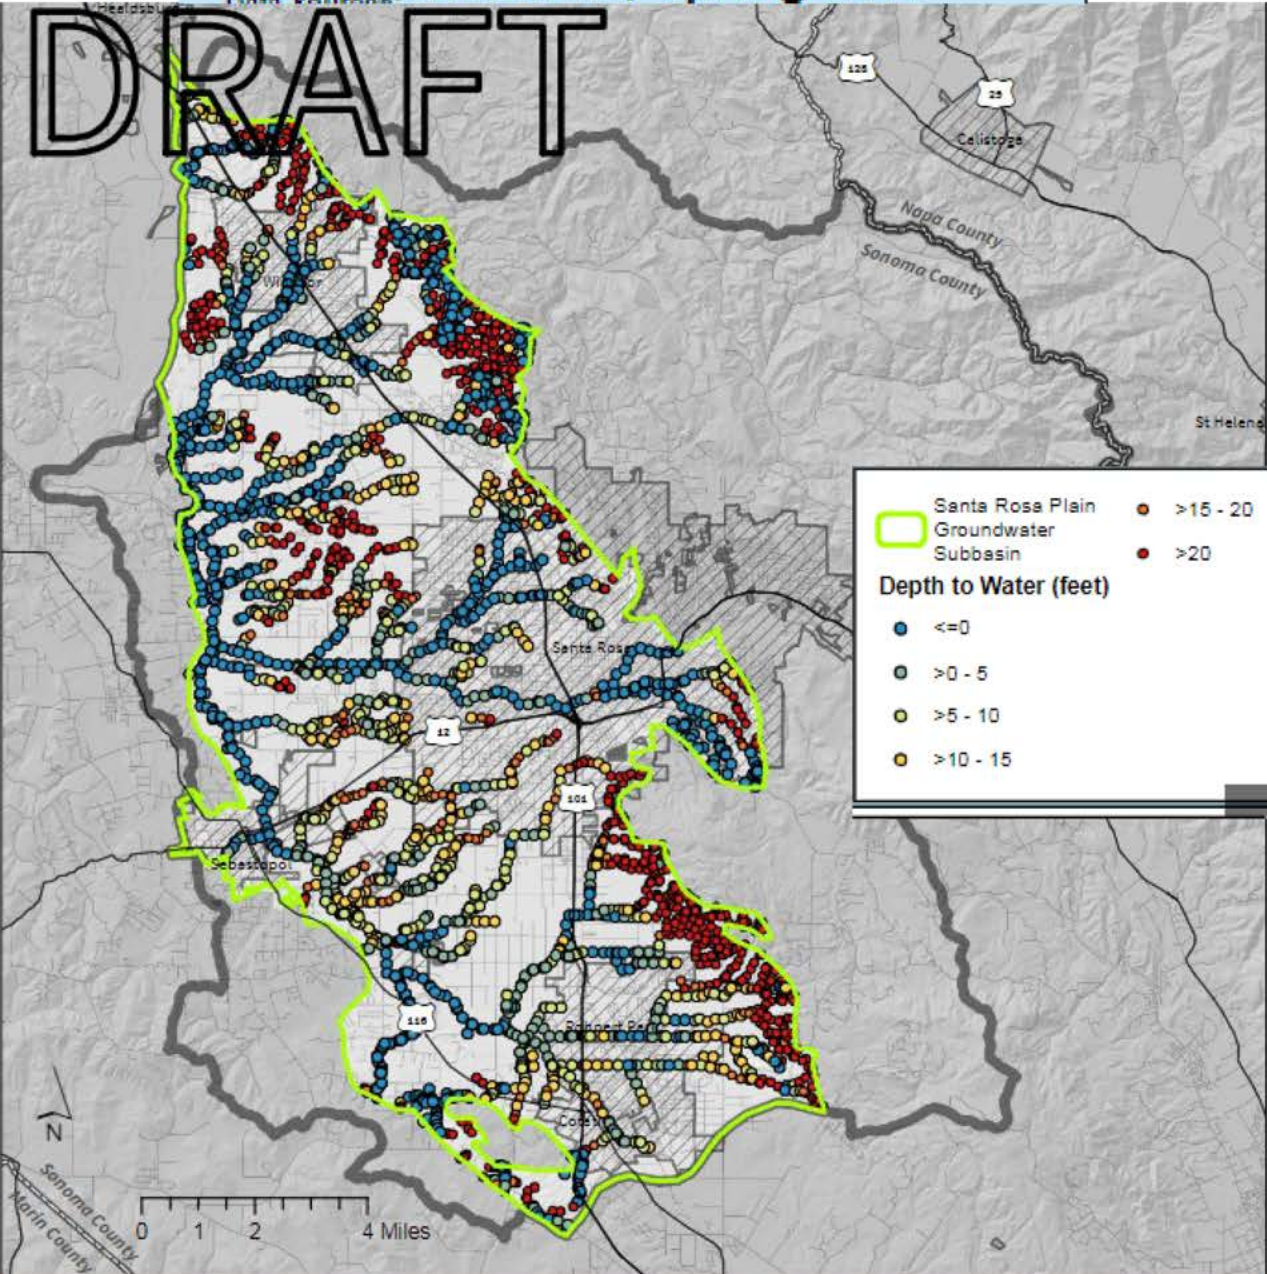 DRAFT
128
29
Calistoga
Napa County
Sonoma County
St Helena
Santa Rosa Plain
Groundwater
Subbasin
>15 - 20
>20
Depth to Water (feet)
<=0
>0 - 5
>5 - 10
>10 - 15
Santa Rosa
12
101
Sebastopol
116
N
0 1 2 4 Miles
Sonoma County
Marin County